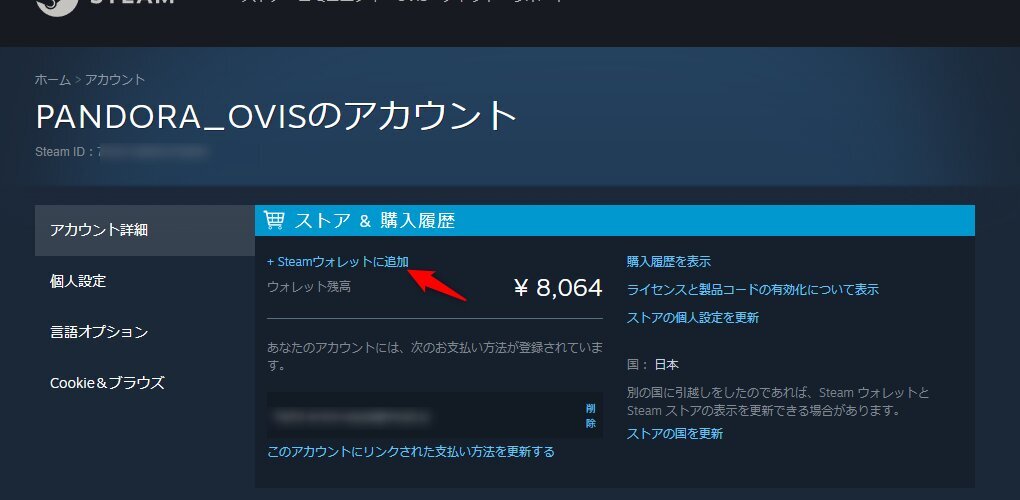 ホーム > アカウント
PANDORA_OVISのアカウント
Steam ID：
アカウント詳細
個人設定
言語オプション
Cookie＆ブラウズ
ストア & 購入履歴
+ Steamウォレットに追加
ウォレット残高
¥ 8,064
あなたのアカウントには、次のお支払い方法が登録されていま
す。
削
除
このアカウントにリンクされた支払い方法を更新する
購入履歴を表示
ライセンスと製品コードの有効化について表示
ストアの個人設定を更新
国： 日本
別の国に引越しをしたのであれば、Steam ウォレットと
Steam ストアの表示を更新できる場合があります。
ストアの国を更新